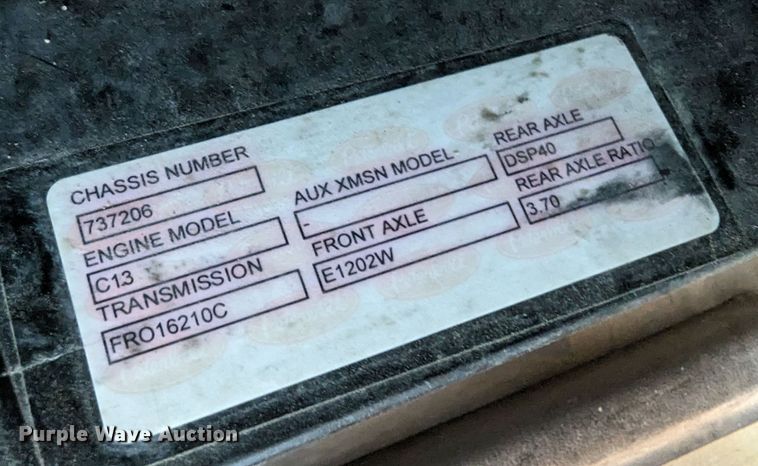 CHASSIS NUMBER
737206
ENGINE MODEL
C13
TRANSMISSION
FRO16210C
AUX XMSN MODEL
-
FRONT AXLE
E1202W
REAR AXLE
DSP40
REAR AXLE RATIO
3.70
Purple Wave Auction